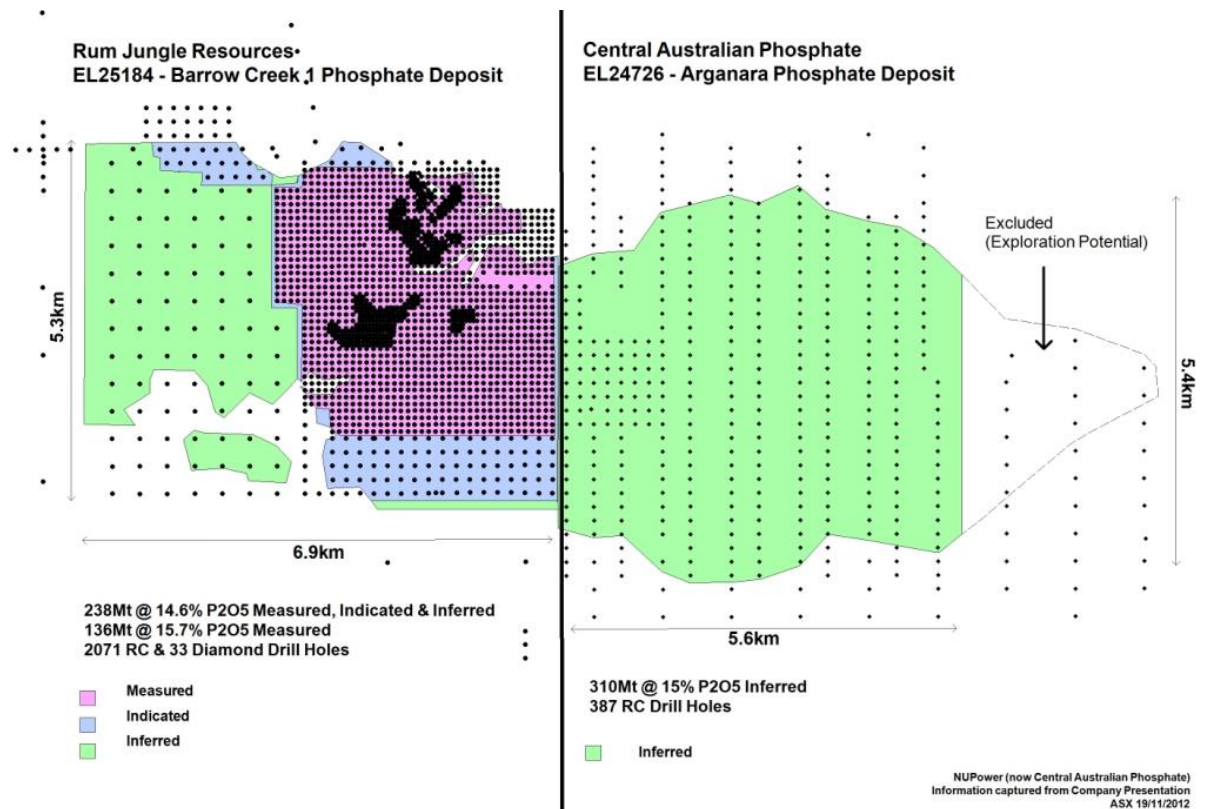 Rum Jungle Resources
EL25184 - Barrow Creek 1 Phosphate Deposit
Central Australian Phosphate
EL24726 - Arganara Phosphate Deposit
Excluded
(Exploration Potential)
5.3km
5.4km
6.9km
5.6km
238Mt @ 14.6% P2O5 Measured, Indicated & Inferred
136Mt @ 15.7% P2O5 Measured
2071 RC & 33 Diamond Drill Holes
Measured
Indicated
Inferred
310Mt @ 15% P2O5 Inferred
387 RC Drill Holes
Inferred
NUPower (now Central Australian Phosphate)
Information captured from Company Presentation
ASX 19/11/2012